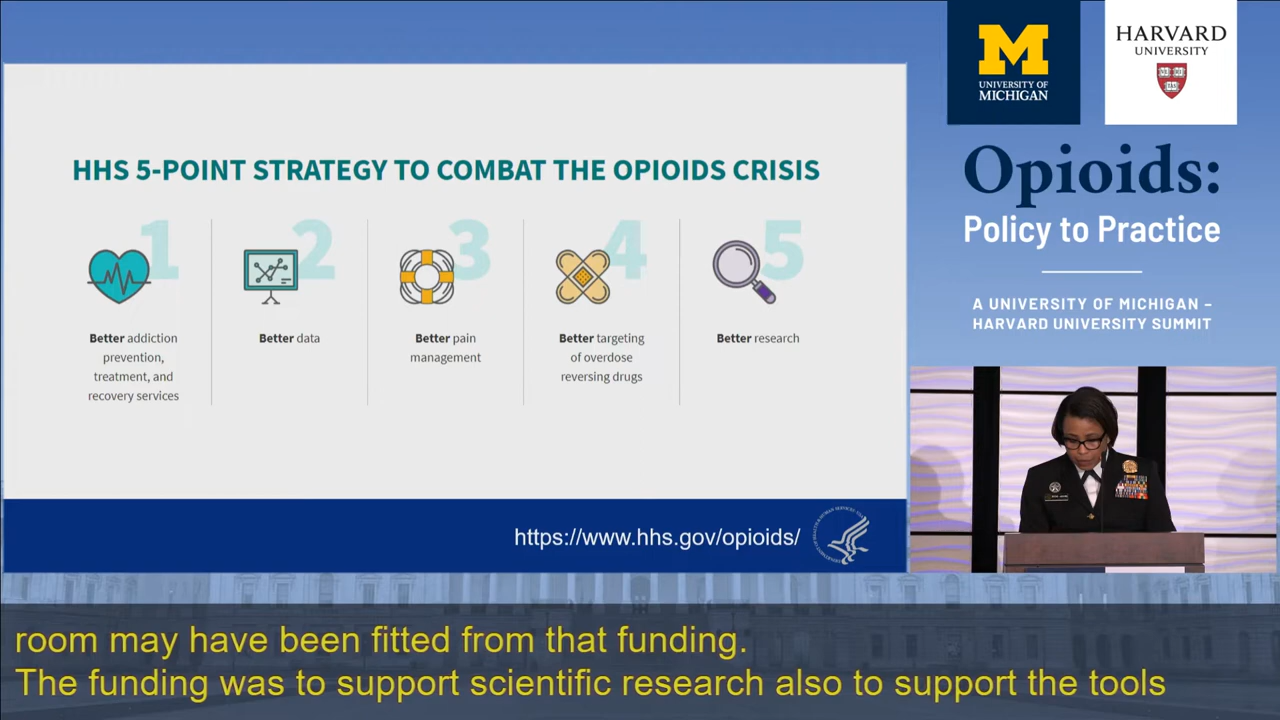 M
UNIVERSITY OF
MICHIGAN
HARVARD
UNIVERSITY
Opioids:
Policy to Practice
A UNIVERSITY OF MICHIGAN –
HARVARD UNIVERSITY SUMMIT
HHS 5-POINT STRATEGY TO COMBAT THE OPIOIDS CRISIS
1
Better addiction
prevention,
treatment, and
recovery services
2
Better data
3
Better pain
management
4
Better targeting
of overdose
reversing drugs
5
Better research
https://www.hhs.gov/opioids/
room may have been fitted from that funding.
The funding was to support scientific research also to support the tools